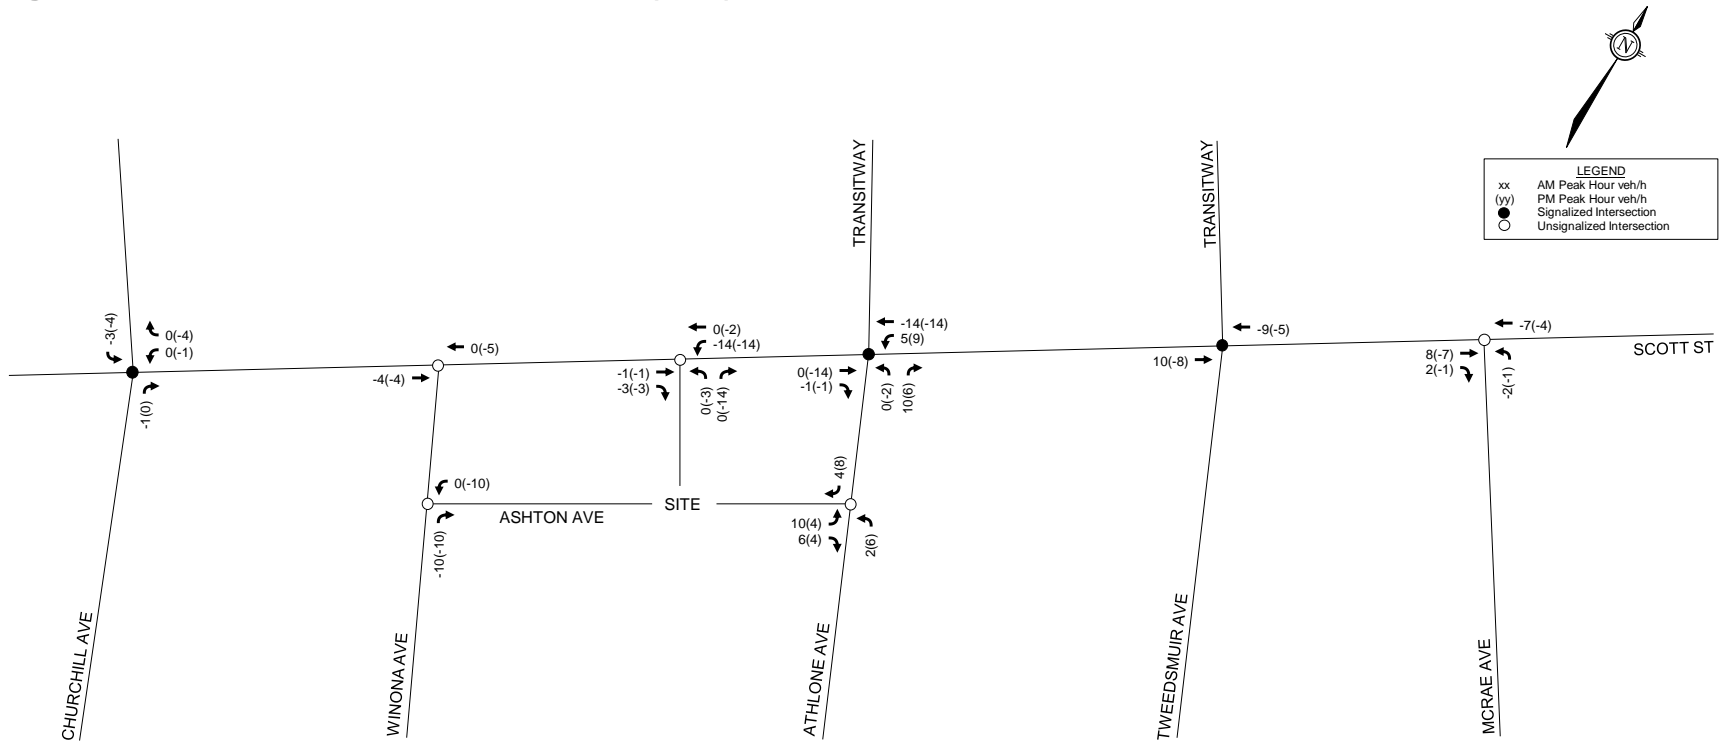 N
TRANSITWAY
TRANSITWAY
LEGEND
xx AM Peak Hour veh/h
(yy) PM Peak Hour veh/h
Signalized Intersection
Unsignalized Intersection
-3(-4)
0(-4)
0(-1)
-1(0)
0(-5)
-4(-4)
0(-2)
-14(-14)
-1(-1)
-3(-3)
0(-3)
0(-14)
-14(-14)
5(9)
0(-14)
-1(-1)
0(-2)
10(6)
-9(-5)
10(-8)
-7(-4)
8(-7)
2(-1)
-2(-1)
SCOTT ST
0(-10)
-10(-10)
ASHTON AVE
SITE
4(8)
10(4)
6(4)
2(6)
CHURCHILL AVE
WINONA AVE
ATHLONE AVE
TWEEDSMUIR AVE
MCRAE AVE